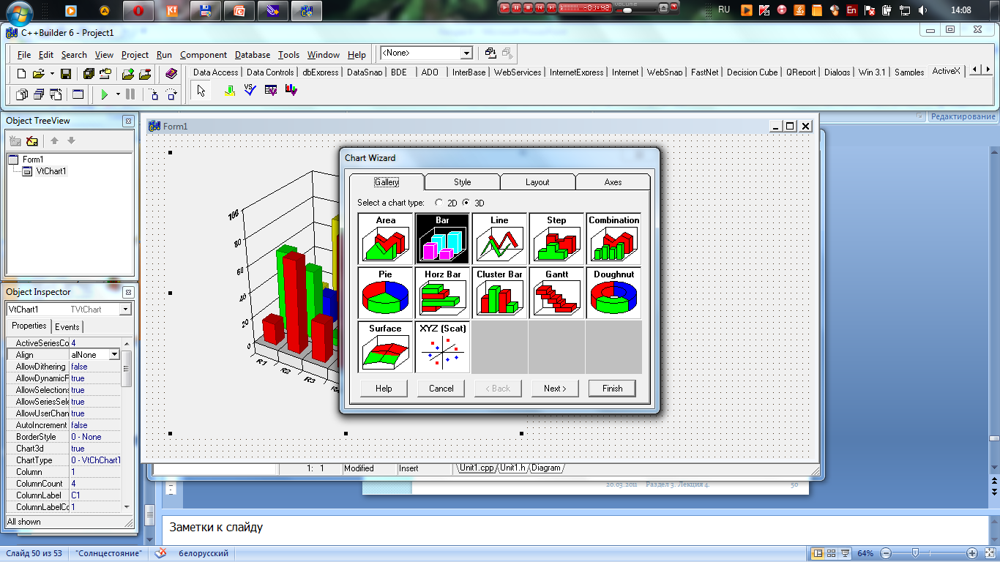 RU
En
14:08
VOLUME
C++Builder 6 - Project1
File Edit Search View Project Run Component Database Tools Window Help
<None>
Data Access Data Controls dbExpress DataSnap BDE ADO InterBase WebServices InternetExpress Internet WebSnap FastNet Decision Cube QReport Dialogs Win 3.1 Samples ActiveX
Редактирование
Object TreeView
Form1
VtChart1
Form1
Chart Wizard
Gallery Style Layout Axes
Select a chart type: 2D 3D
Area Bar Line Step Combination
Pie Horz Bar Cluster Bar Gantt Doughnut
Surface XYZ (Scat)
Help Cancel < Back Next > Finish
100
80
60
40
20
0
R1 R2 R3
Object Inspector
VtChart1 TVtChart
Properties Events
ActiveSeriesCo 4
Align alNone
AllowDithering false
AllowDynamicF true
AllowSelections true
AllowSeriesSele true
AllowUserChan true
AutoIncrement false
BorderStyle 0 - None
Chart3d true
ChartType 0 - VtChChartT
Column 1
ColumnCount 4
ColumnLabel C1
ColumnLabelCo 1
All shown
1: 1 Modified Insert Unit1.cpp Unit1.h Diagram
20.03.2011 Раздел 3. Лекция 4. 50
Заметки к слайду
Слайд 50 из 53 "Солнцестояние" белорусский 64%